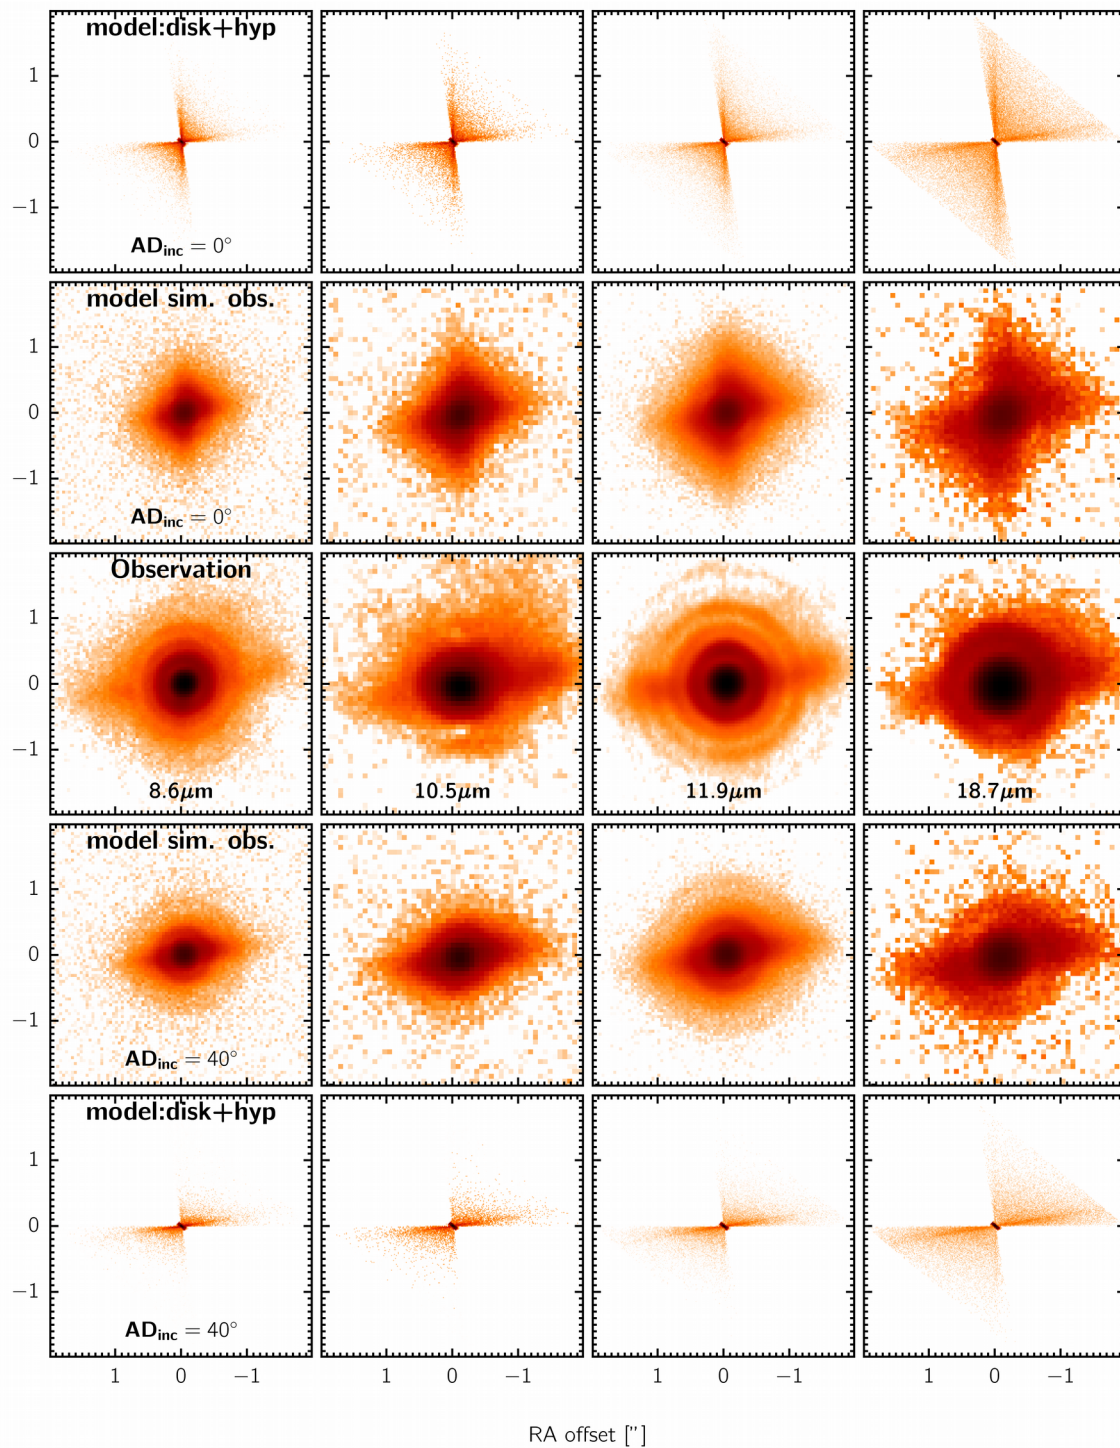 model:disk+hyp
1
0
−1
AD_inc = 0°
model sim. obs.
1
0
−1
AD_inc = 0°
Observation
1
0
−1
8.6μm 10.5μm 11.9μm 18.7μm
model sim. obs.
1
0
−1
AD_inc = 40°
model:disk+hyp
1
0
−1
AD_inc = 40°
1 0 −1 1 0 −1 1 0 −1 1 0 −1
RA offset ["]